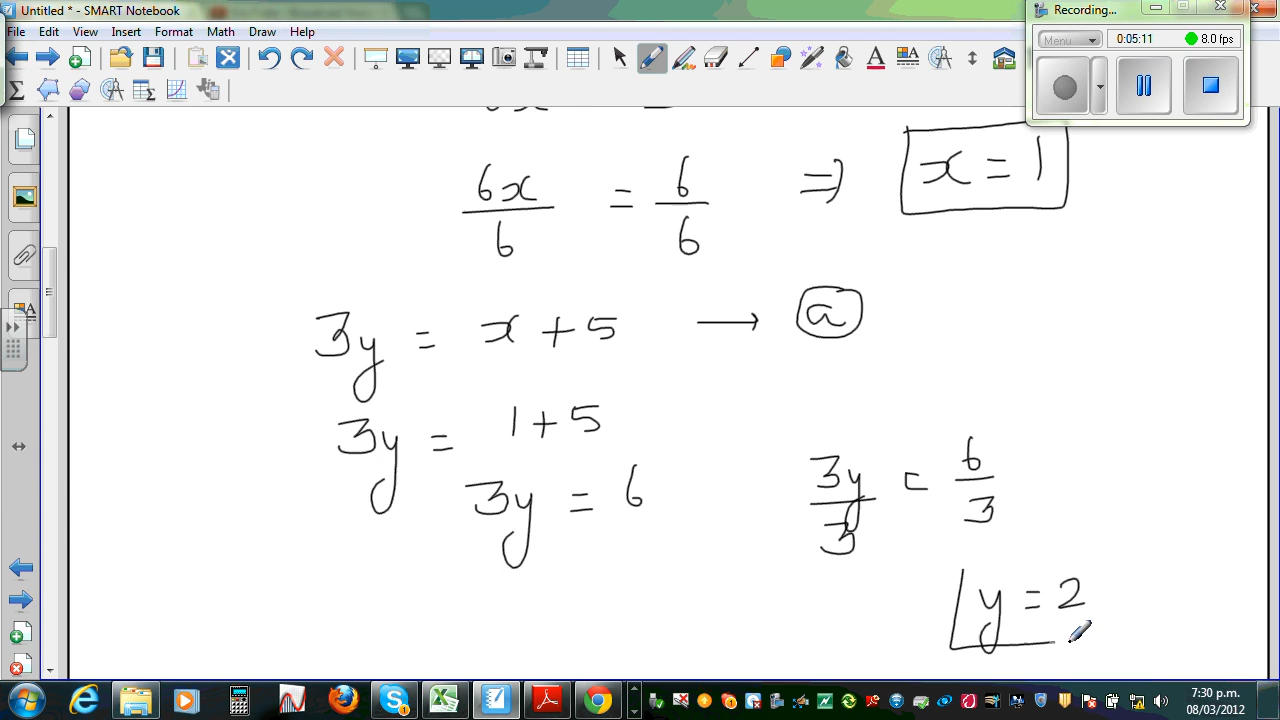 Untitled * - SMART Notebook
File Edit View Insert Format Math Draw Help
Recording...
Menu 0:05:11 8.0 fps
6x/6 = 6/6 ⇒ x = 1
3y = x + 5 → a
3y = 1 + 5
3y = 6
3y/3 = 6/3
y = 2
7:30 p.m.
08/03/2012